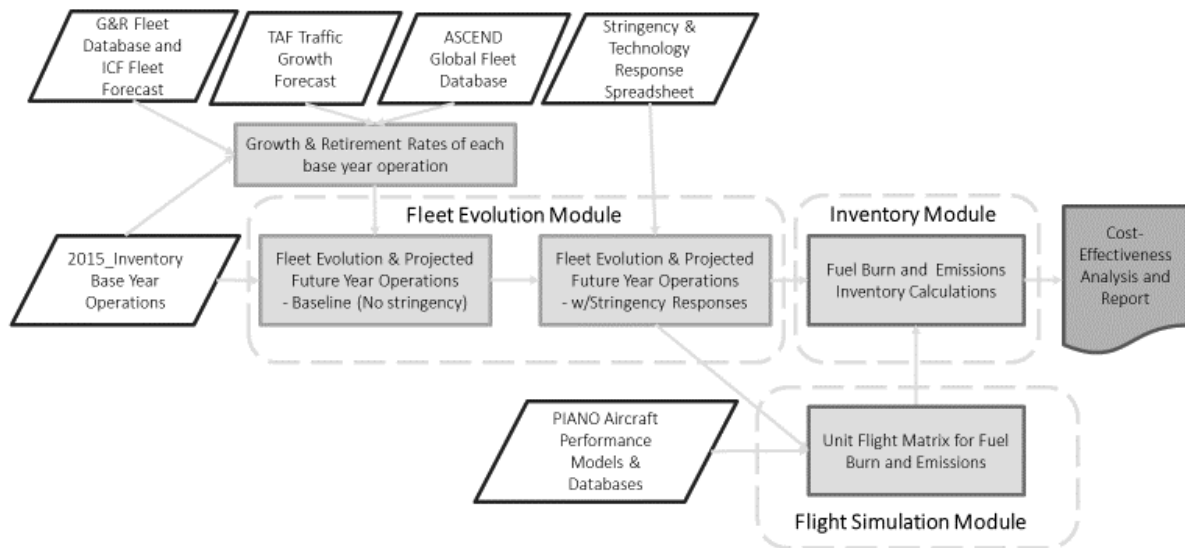 G&R Fleet
Database and
ICF Fleet
Forecast
TAF Traffic
Growth
Forecast
ASCEND
Global Fleet
Database
Stringency &
Technology
Response
Spreadsheet
Growth & Retirement Rates of each
base year operation
Fleet Evolution Module
Inventory Module
2015_Inventory
Base Year
Operations
Fleet Evolution & Projected
Future Year Operations
- Baseline (No stringency)
Fleet Evolution & Projected
Future Year Operations
- w/Stringency Responses
Fuel Burn and Emissions
Inventory Calculations
Cost-
Effectiveness
Analysis and
Report
PIANO Aircraft
Performance
Models &
Databases
Unit Flight Matrix for Fuel
Burn and Emissions
Flight Simulation Module